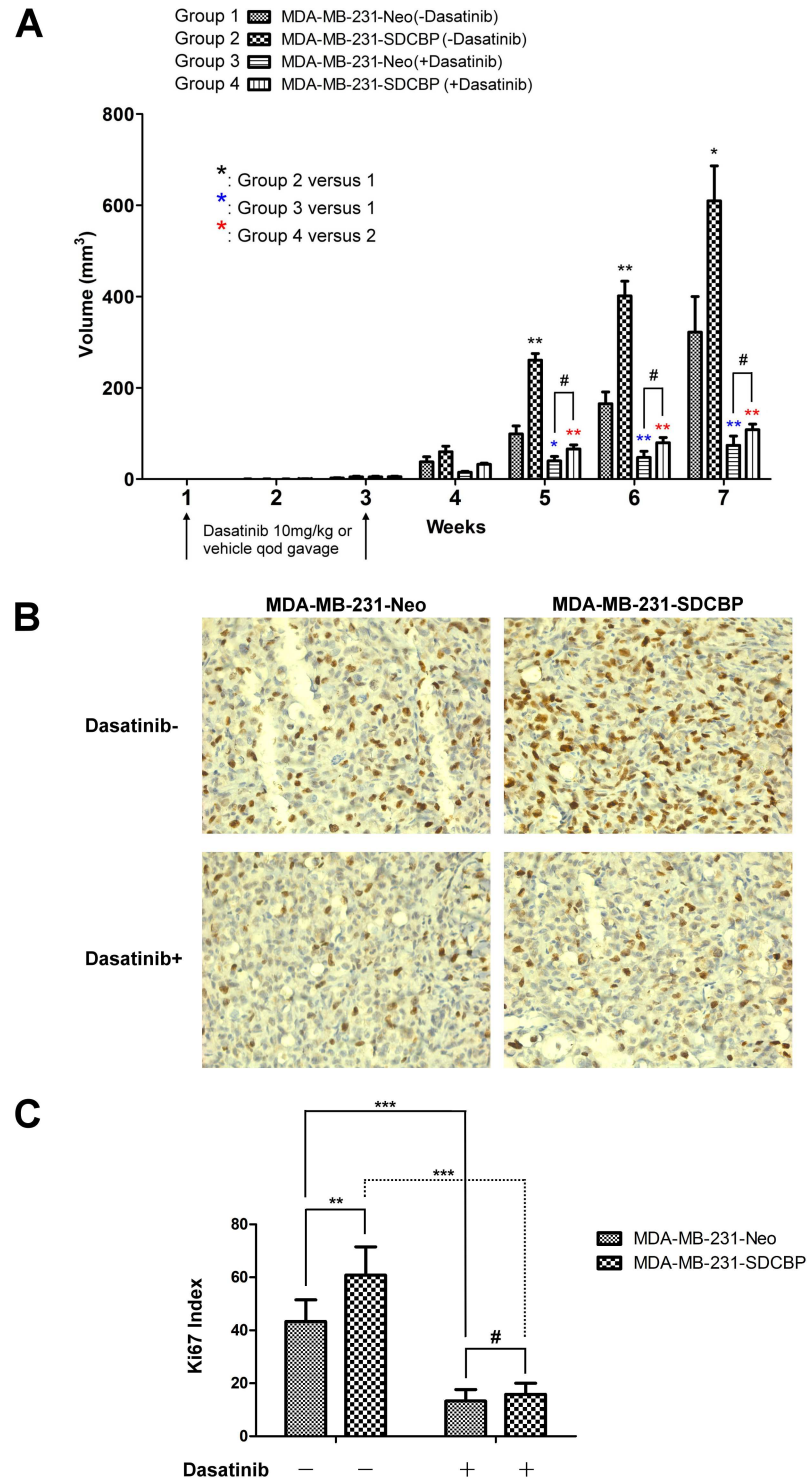 A
Group 1 MDA-MB-231-Neo(-Dasatinib)
Group 2 MDA-MB-231-SDCBP (-Dasatinib)
Group 3 MDA-MB-231-Neo(+Dasatinib)
Group 4 MDA-MB-231-SDCBP (+Dasatinib)
Volume (mm³)
800
600
400
200
0
*: Group 2 versus 1
*: Group 3 versus 1
*: Group 4 versus 2
** * # **
** ** # **
* ** # **
1 2 3 4 5 6 7
Weeks
Dasatinib 10mg/kg or
vehicle qod gavage
B
MDA-MB-231-Neo MDA-MB-231-SDCBP
Dasatinib-
Dasatinib+
C
***
***
**
#
Ki67 Index
80
60
40
20
0
MDA-MB-231-Neo
MDA-MB-231-SDCBP
Dasatinib − − + +